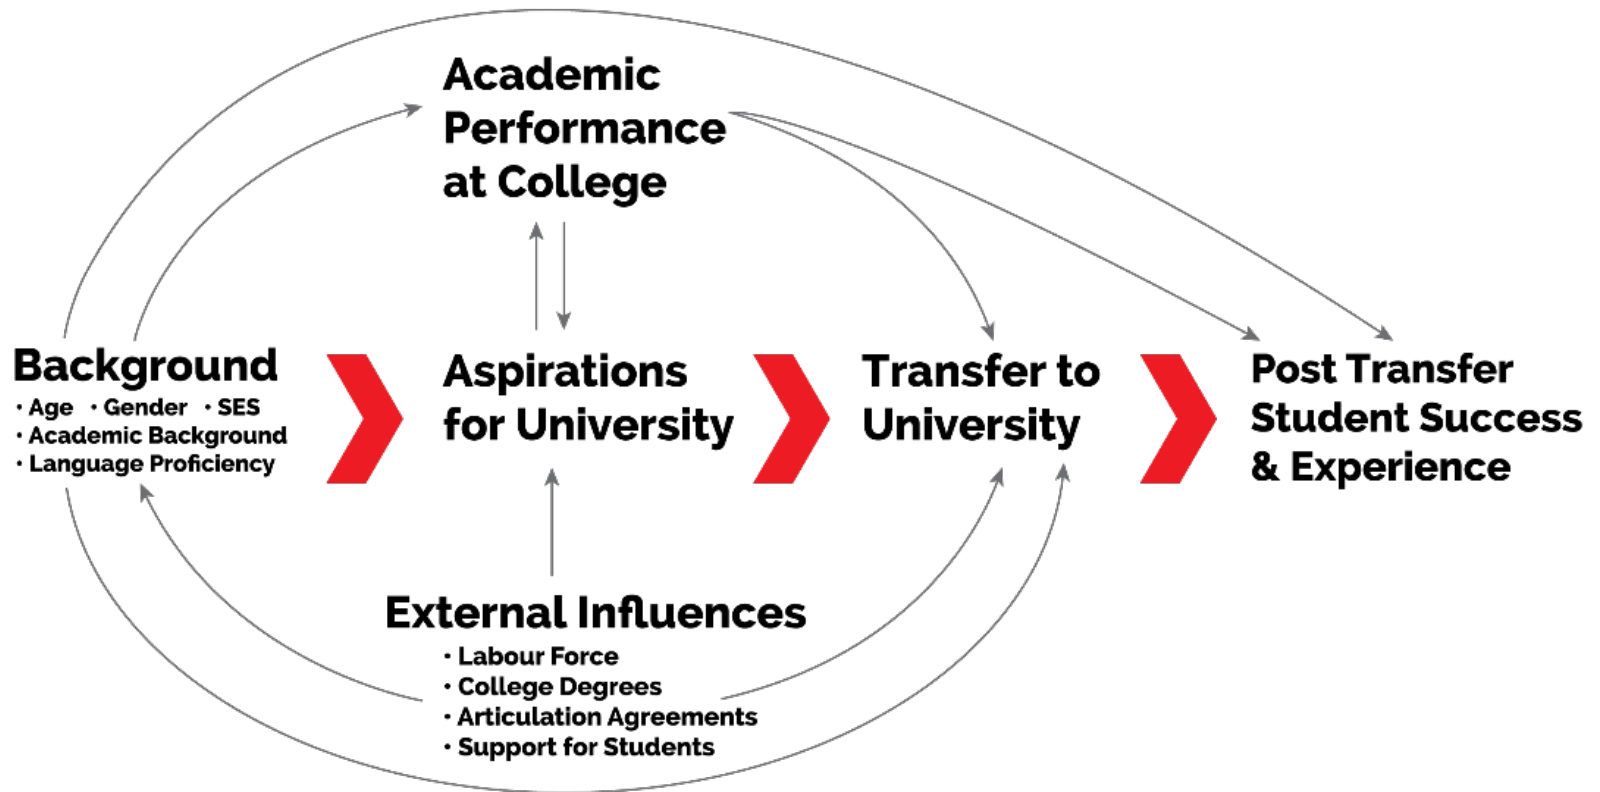 Academic
Performance
at College
Background
· Age · Gender · SES
· Academic Background
· Language Proficiency
Aspirations
for University
Transfer to
University
Post Transfer
Student Success
& Experience
External Influences
· Labour Force
· College Degrees
· Articulation Agreements
· Support for Students